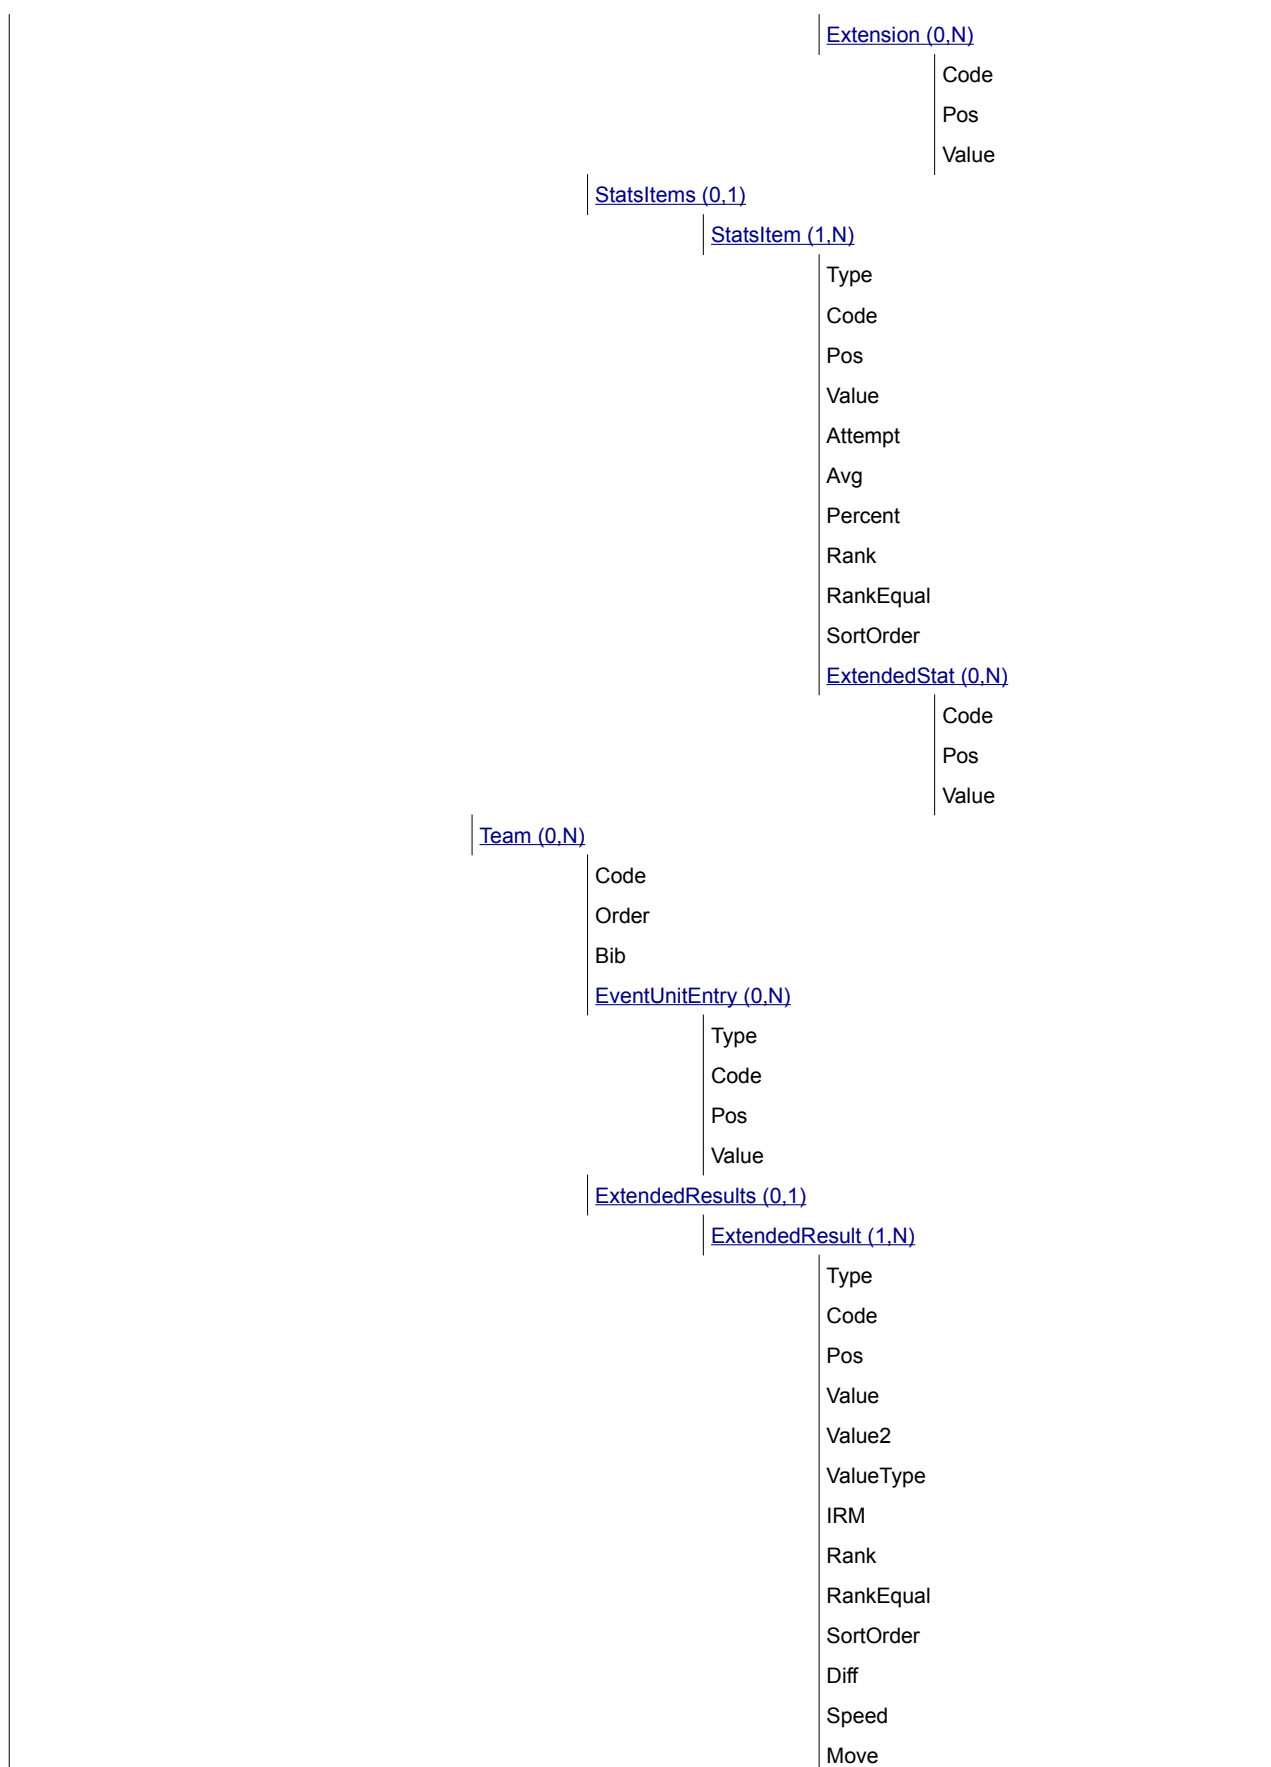 Extension (0,N)
Code
Pos
Value
StatsItems (0,1)
StatsItem (1,N)
Type
Code
Pos
Value
Attempt
Avg
Percent
Rank
RankEqual
SortOrder
ExtendedStat (0,N)
Code
Pos
Value
Team (0,N)
Code
Order
Bib
EventUnitEntry (0,N)
Type
Code
Pos
Value
ExtendedResults (0,1)
ExtendedResult (1,N)
Type
Code
Pos
Value
Value2
ValueType
IRM
Rank
RankEqual
SortOrder
Diff
Speed
Move